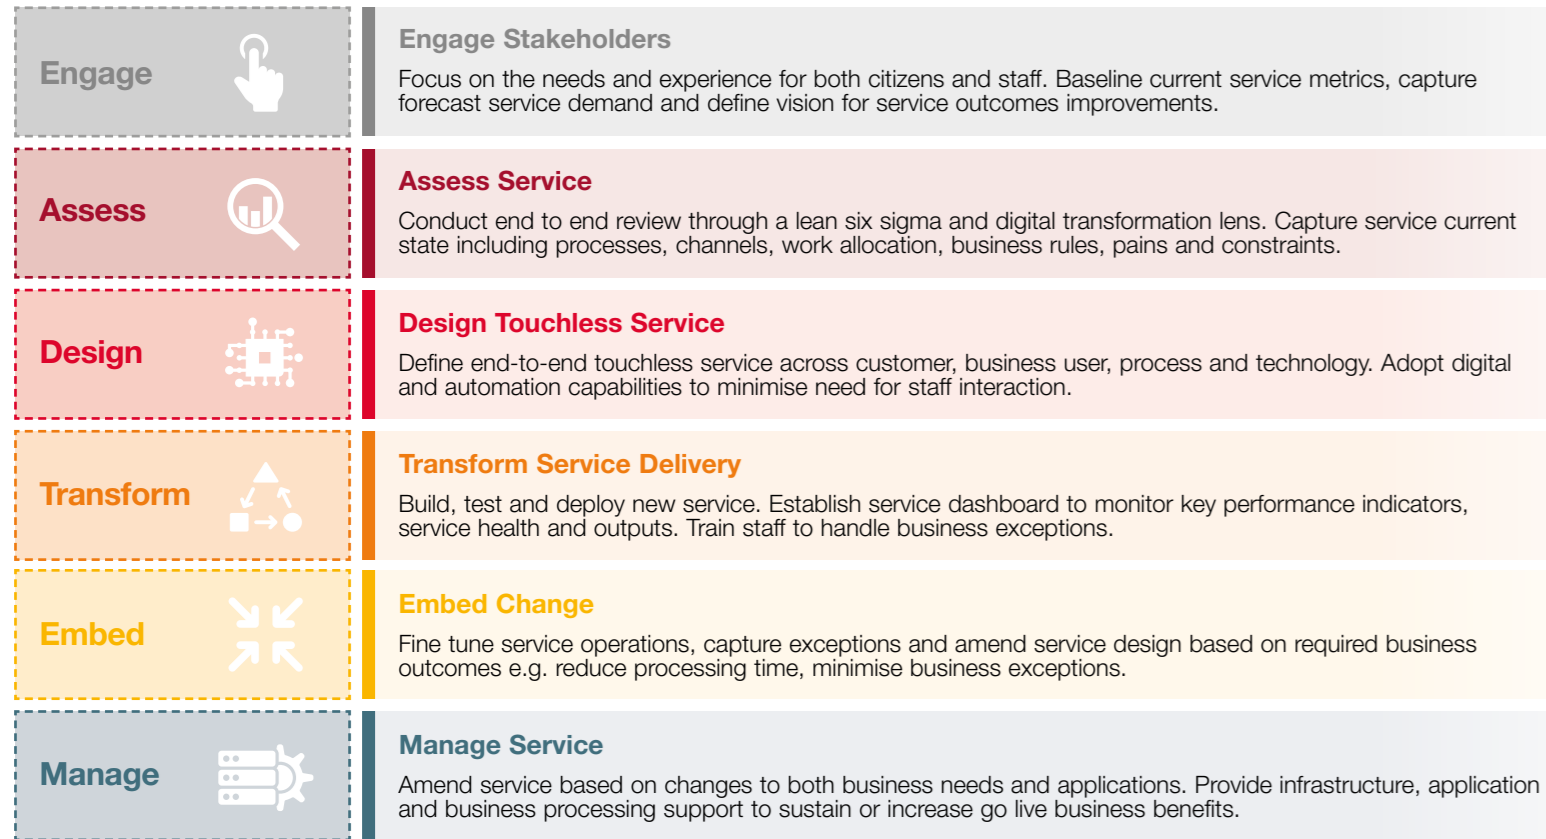 Engage
Engage Stakeholders
Focus on the needs and experience for both citizens and staff. Baseline current service metrics, capture
forecast service demand and define vision for service outcomes improvements.
Assess
Assess Service
Conduct end to end review through a lean six sigma and digital transformation lens. Capture service current
state including processes, channels, work allocation, business rules, pains and constraints.
Design
Design Touchless Service
Define end-to-end touchless service across customer, business user, process and technology. Adopt digital
and automation capabilities to minimise need for staff interaction.
Transform
Transform Service Delivery
Build, test and deploy new service. Establish service dashboard to monitor key performance indicators,
service health and outputs. Train staff to handle business exceptions.
Embed
Embed Change
Fine tune service operations, capture exceptions and amend service design based on required business
outcomes e.g. reduce processing time, minimise business exceptions.
Manage
Manage Service
Amend service based on changes to both business needs and applications. Provide infrastructure, application
and business processing support to sustain or increase go live business benefits.